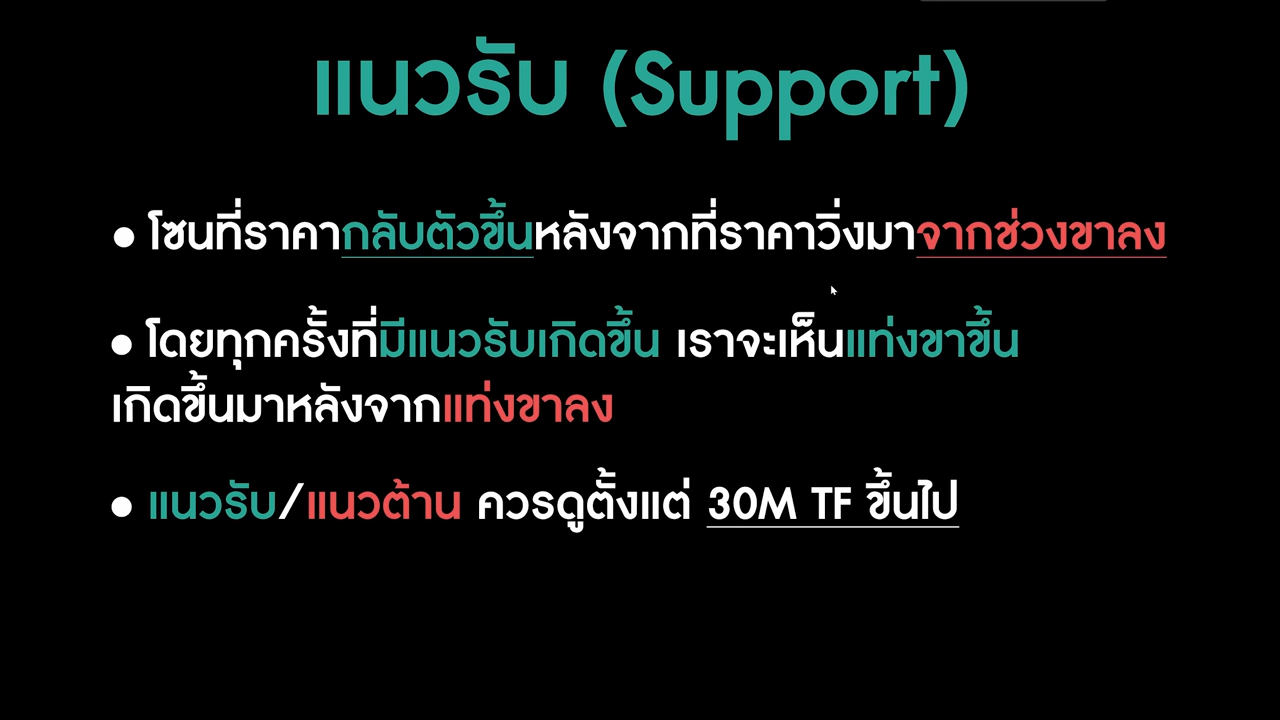 แนวรับ (Support)
● โซนที่ราคากลับตัวขึ้นหลังจากที่ราคาวิ่งมาจากช่วงขาลง
● โดยทุกครั้งที่มีแนวรับเกิดขึ้น เราจะเห็นแท่งขาขึ้น
เกิดขึ้นมาหลังจากแท่งขาลง
● แนวรับ/แนวต้าน ควรดูตั้งแต่ 30M TF ขึ้นไป